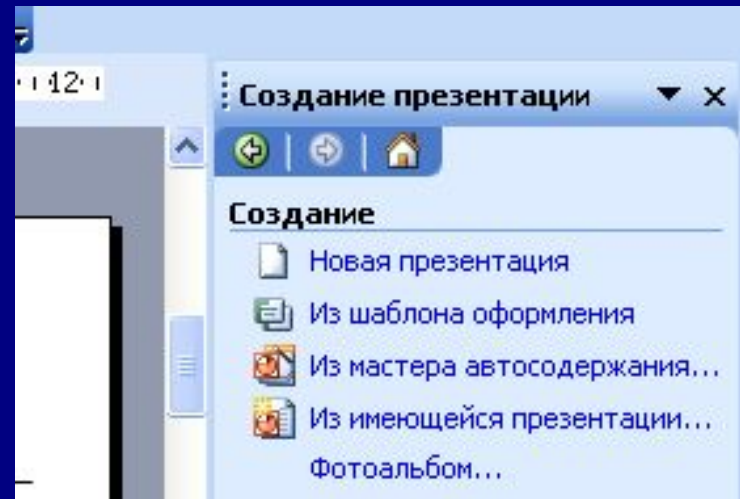 12
Создание презентации
Создание
Новая презентация
Из шаблона оформления
Из мастера автосодержания...
Из имеющейся презентации...
Фотоальбом...